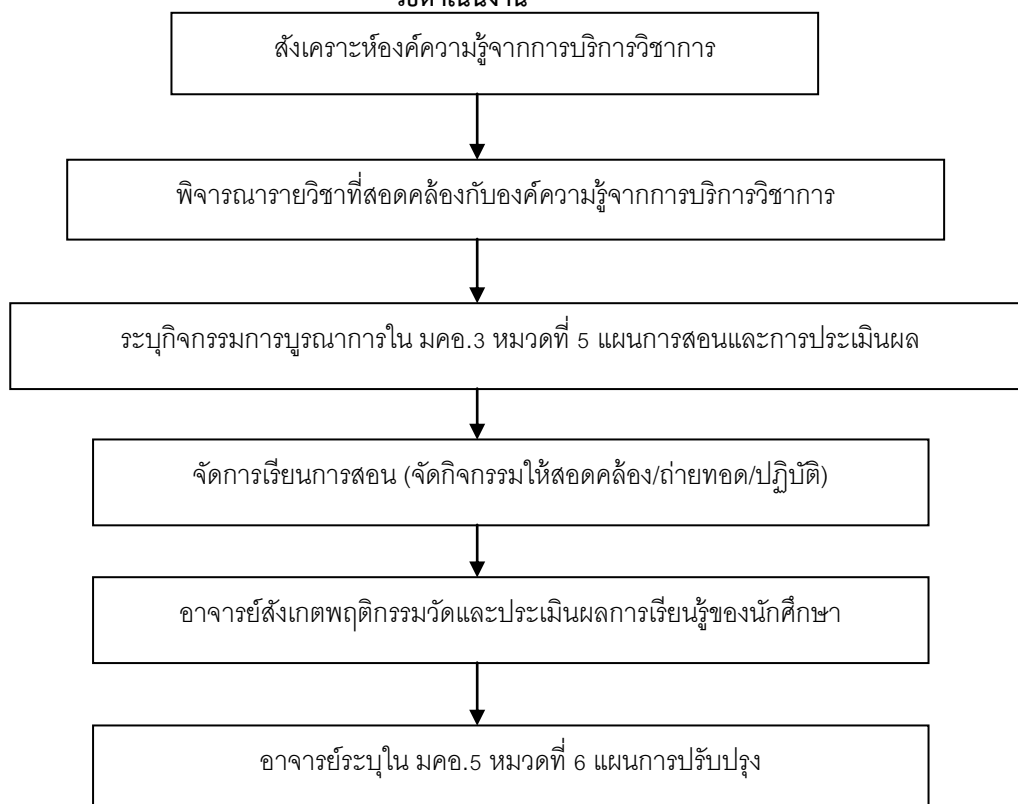 วิธีดำเนินงาน
สังเคราะห์องค์ความรู้จากการบริการวิชาการ
พิจารณารายวิชาที่สอดคล้องกับองค์ความรู้จากการบริการวิชาการ
ระบุกิจกรรมการบูรณาการใน มคอ.3 หมวดที่ 5 แผนการสอนและการประเมินผล
จัดการเรียนการสอน (จัดกิจกรรมให้สอดคล้อง/ถ่ายทอด/ปฏิบัติ)
อาจารย์สังเกตพฤติกรรมวัดและประเมินผลการเรียนรู้ของนักศึกษา
อาจารย์ระบุใน มคอ.5 หมวดที่ 6 แผนการปรับปรุง